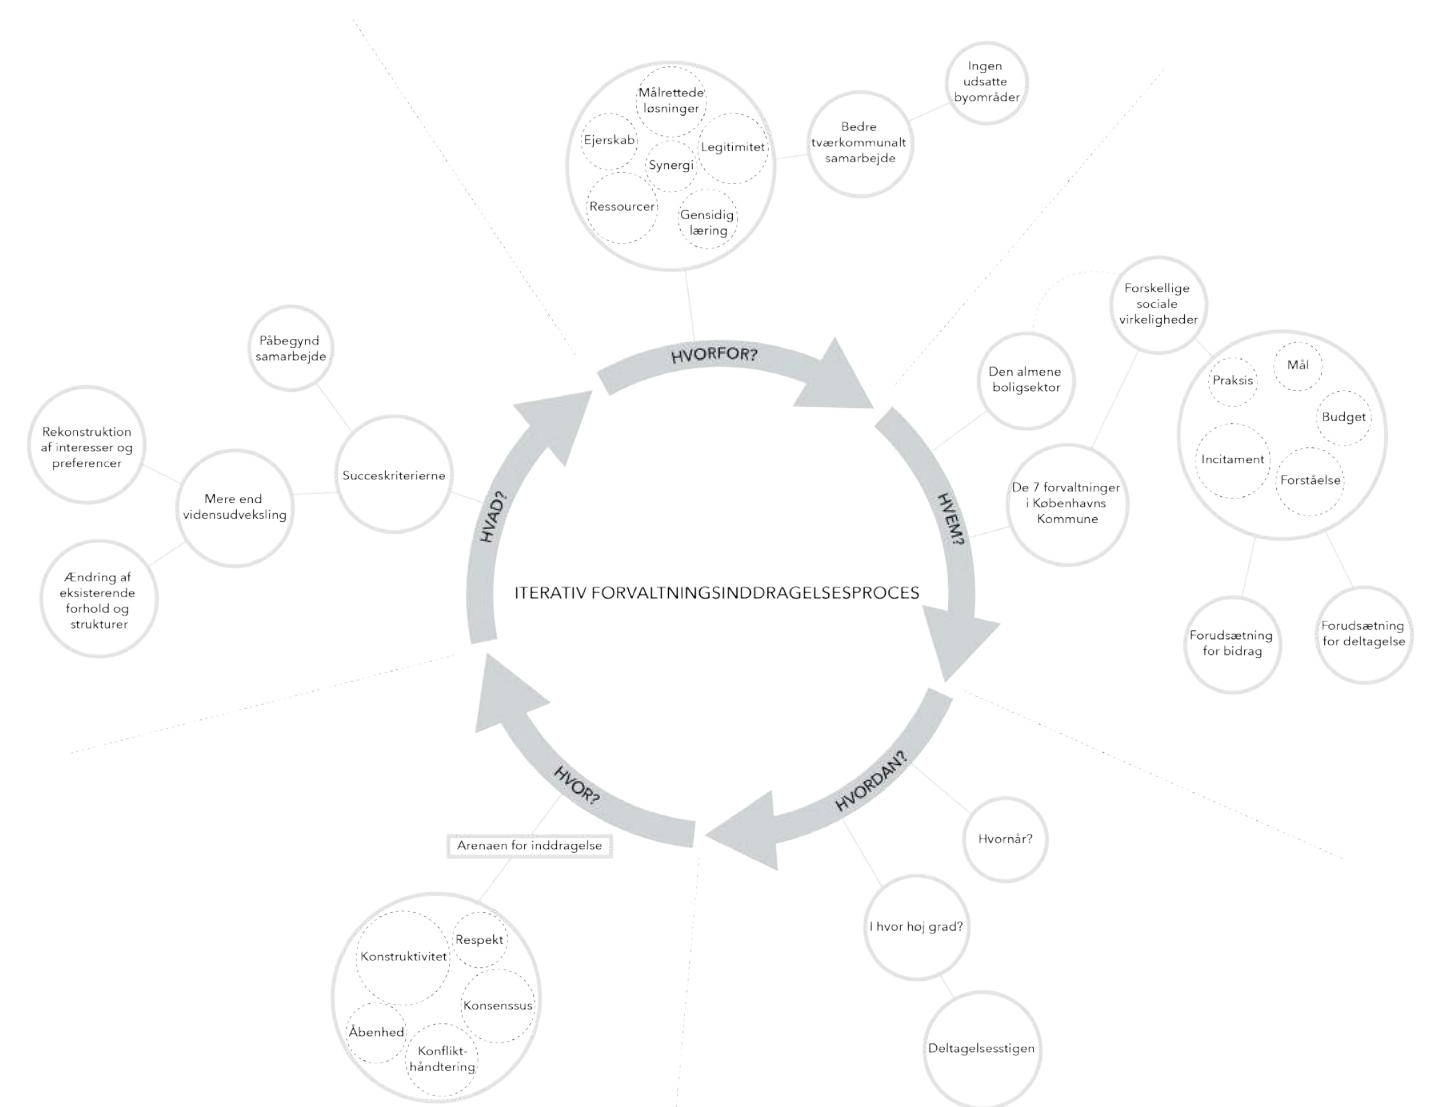 Ingen
udsatte
byområder
Bedre
tværkommunalt
samarbejde
Målrettede
løsninger
Ejerskab
Legitimitet
Synergi
Ressourcer
Gensidig
læring
HVORFOR?
Forskellige
sociale
virkeligheder
Den almene
boligsektor
De 7 forvaltninger
i Københavns
Kommune
Praksis
Mål
Budget
Incitament
Forståelse
Forudsætning
for bidrag
Forudsætning
for deltagelse
HVEM?
ITERATIV FORVALTNINGSINDDRAGELSESPROCES
HVORDAN?
Hvornår?
I hvor høj grad?
Deltagelsesstigen
HVOR?
Arenaen for inddragelse
Konstruktivitet
Respekt
Konsenssus
Åbenhed
Konflikt-
håndtering
HVAD?
Succeskriterierne
Påbegynd
samarbejde
Mere end
vidensudveksling
Rekonstruktion
af interesser og
preferencer
Ændring af
eksisterende
forhold og
strukturer